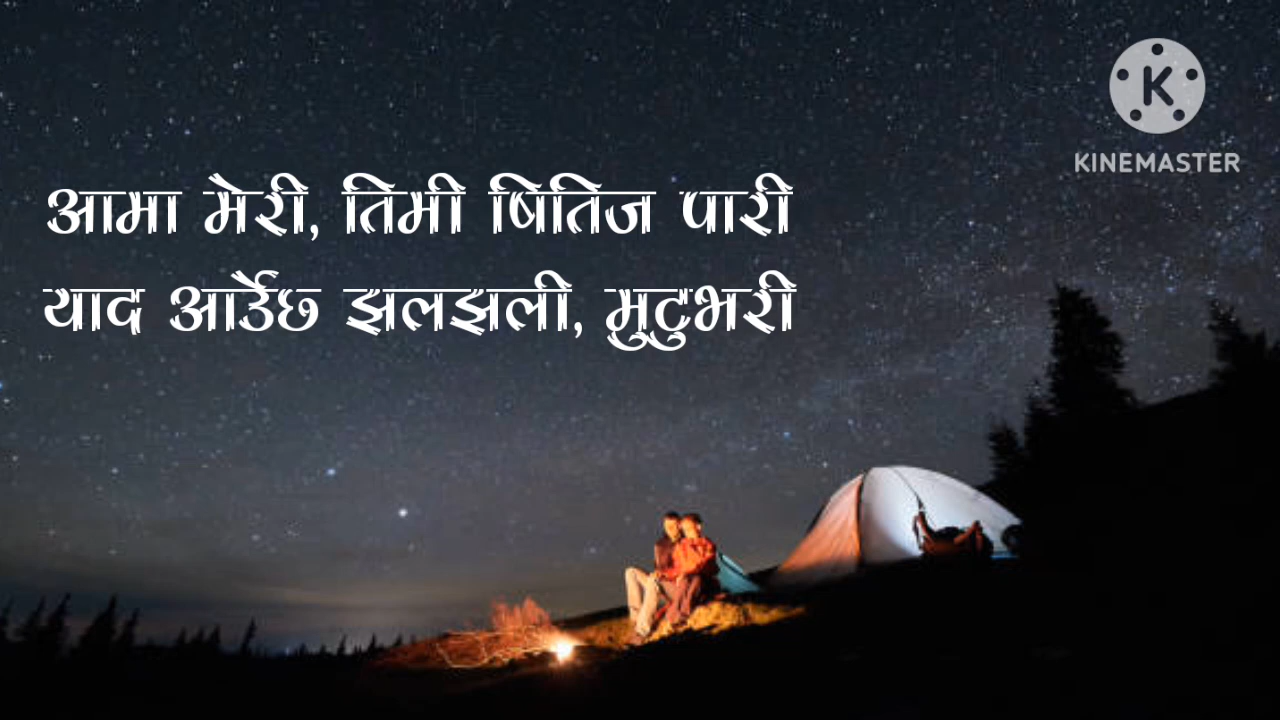 आमा मेरी, तिमी षितिज पारी
याद आउँछ झलझली, मुटुभरी
KINEMASTER